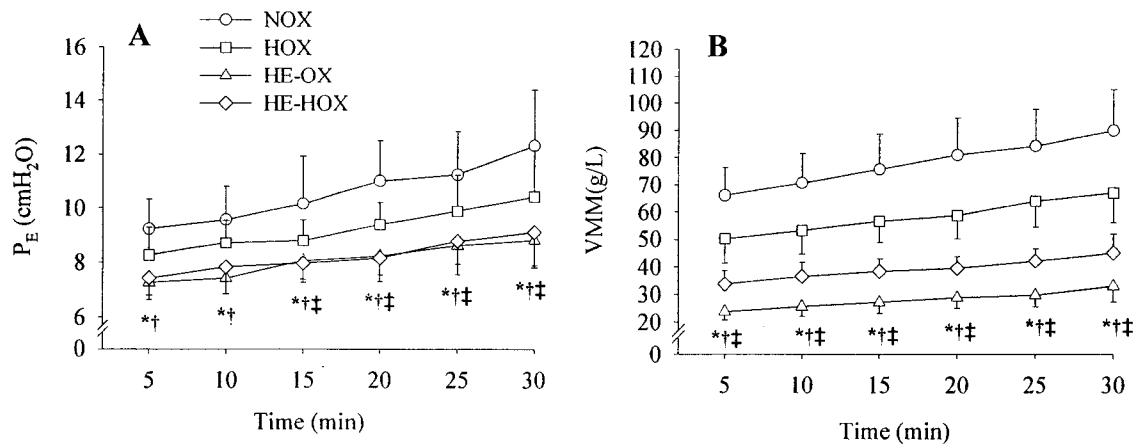 A
NOX
HOX
HE-OX
HE-HOX
16
14
12
10
8
6
0
P_E (cmH₂O)
*†
*†
*†‡
*†‡
*†‡
*†‡
5 10 15 20 25 30
Time (min)
B
120
110
100
90
80
70
60
50
40
30
20
0
VMM(g/L)
*†‡
*†‡
*†‡
*†‡
*†‡
*†‡
5 10 15 20 25 30
Time (min)